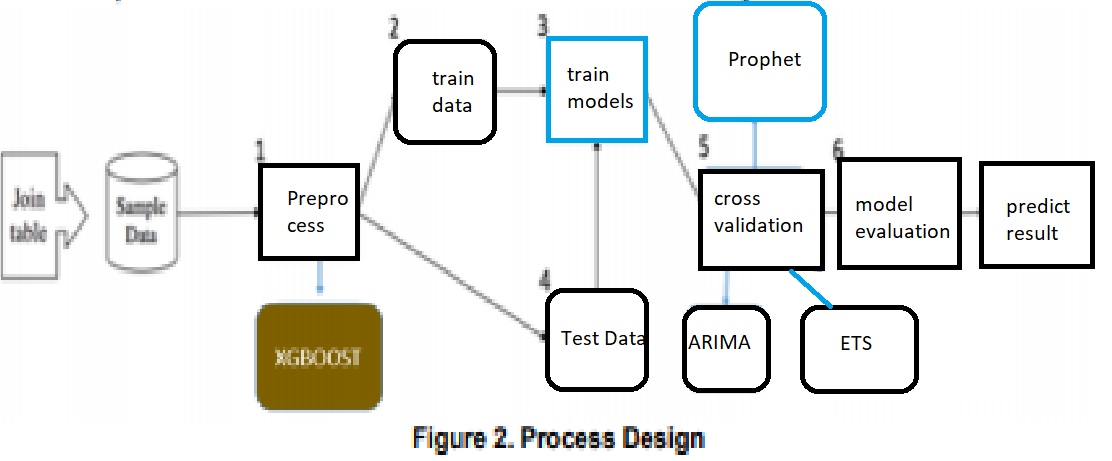 2
3
Prophet
train
data
train
models
1
5
6
Join
table
Sample
Data
Prepro
cess
cross
validation
model
evaluation
predict
result
4
XGBOOST
Test Data
ARIMA
ETS
Figure 2. Process Design